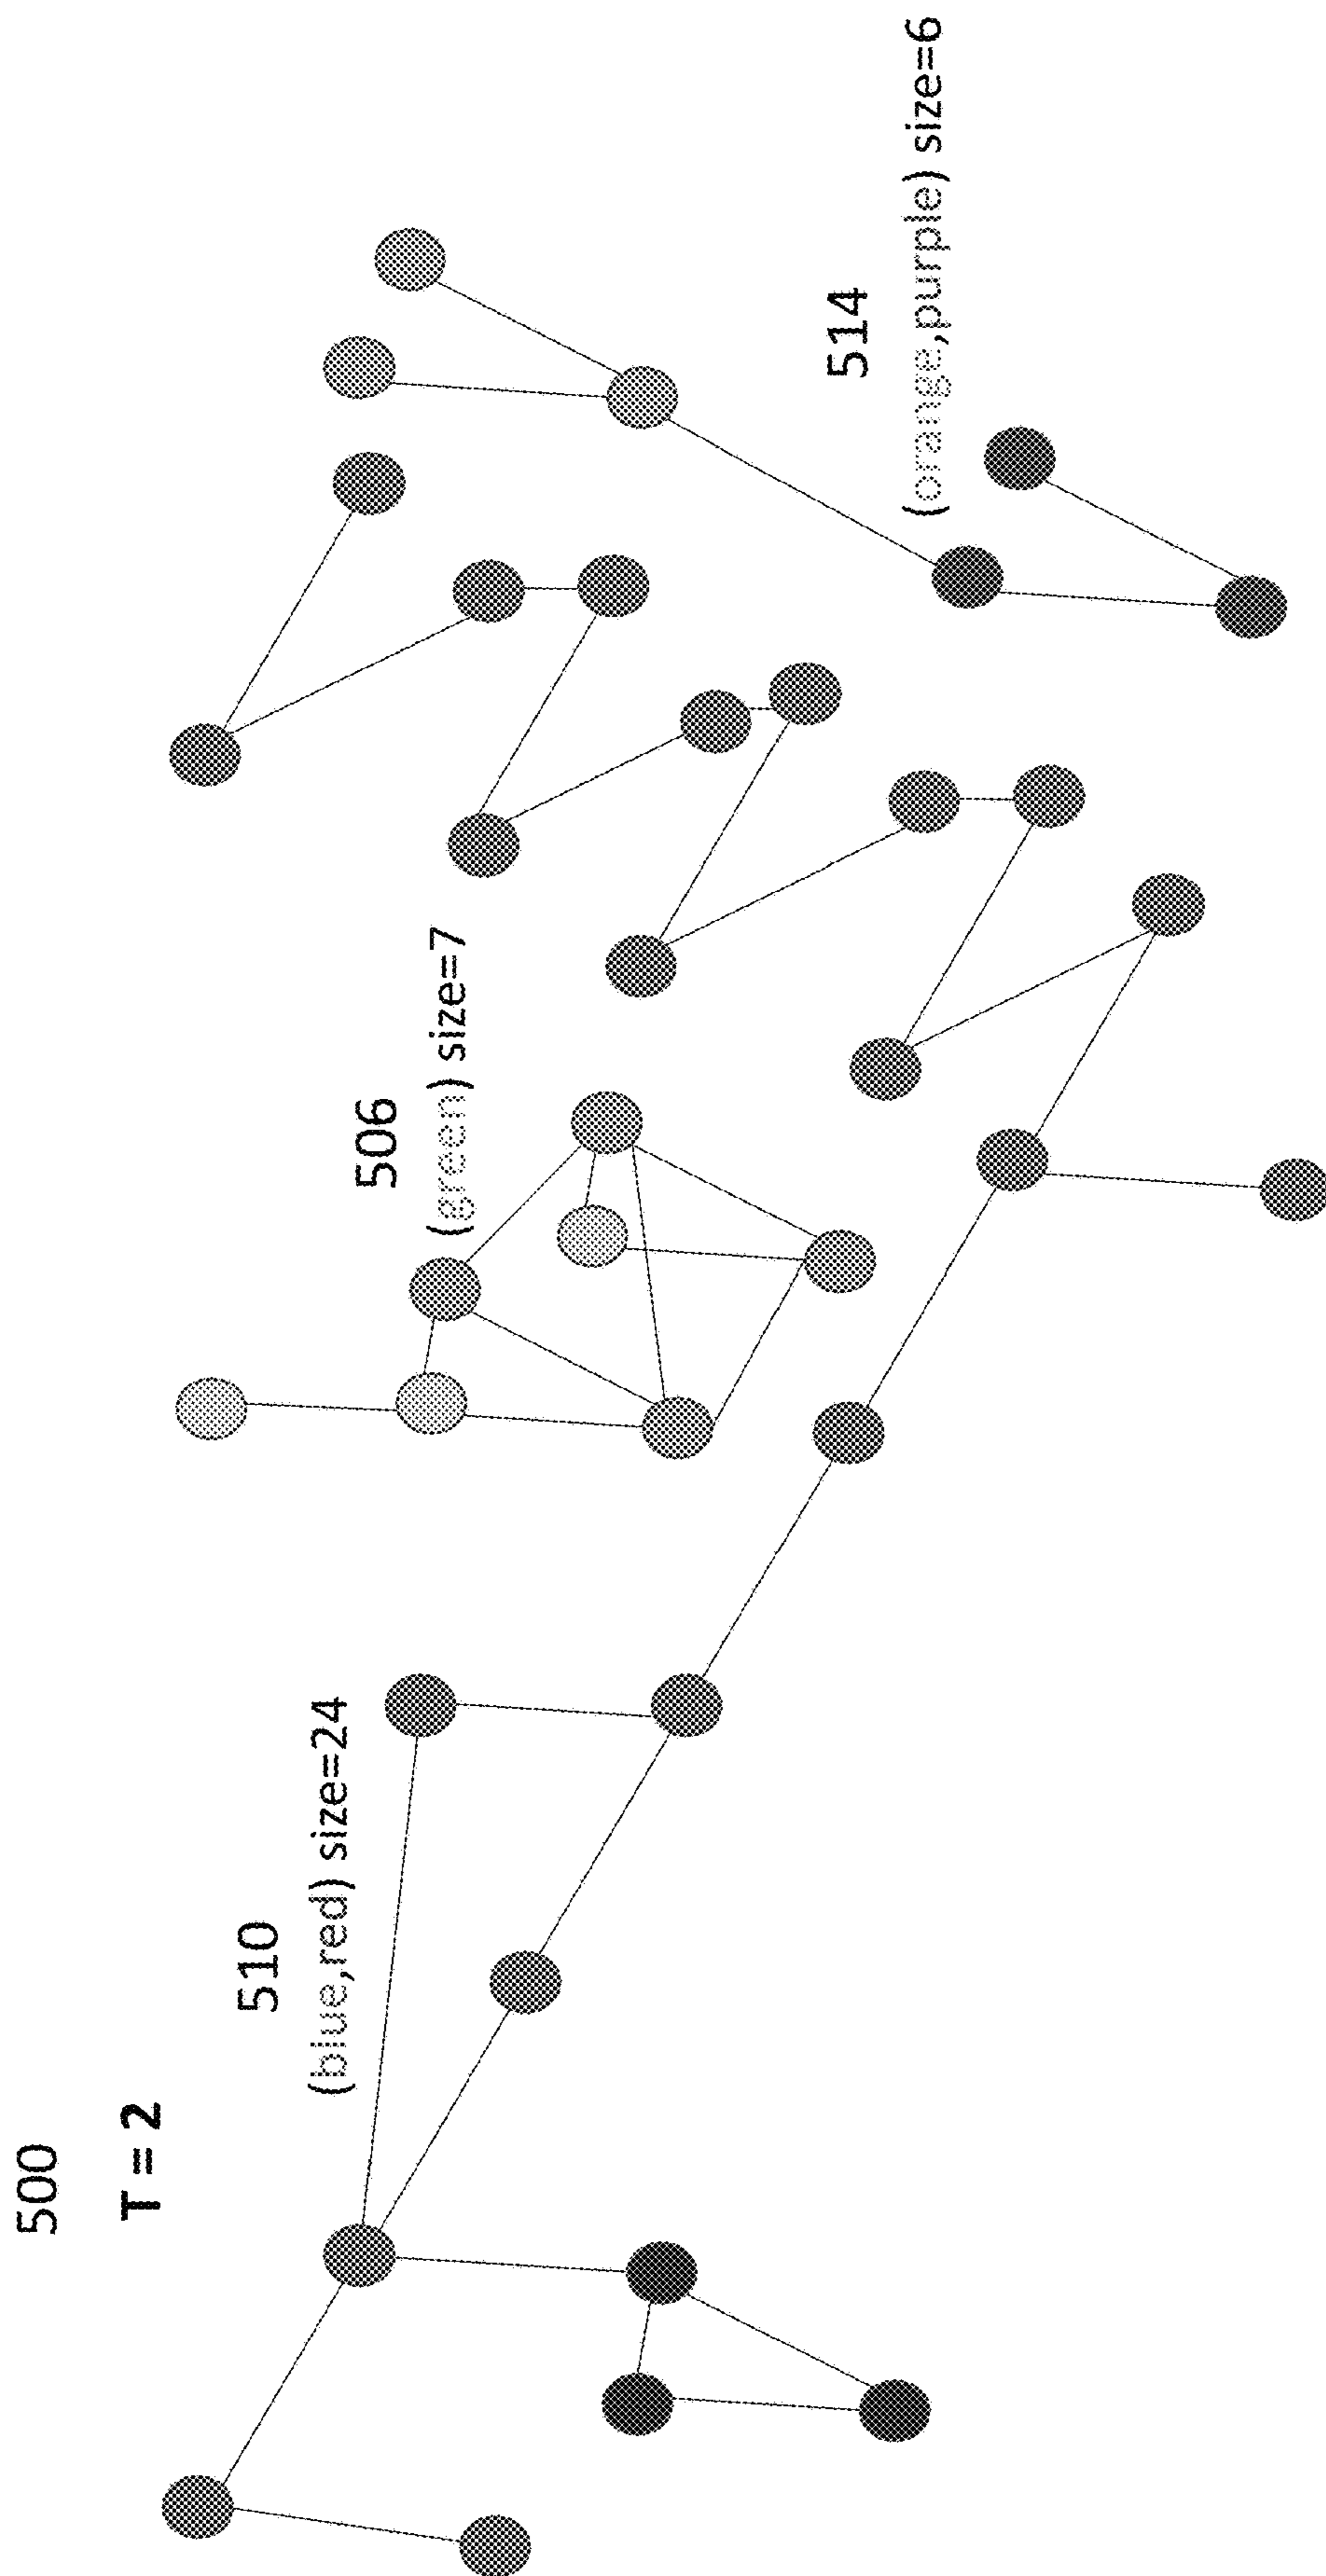 500
T = 2
510
(blue,red) size=24
506
(green) size=7
514
(orange,purple) size=6